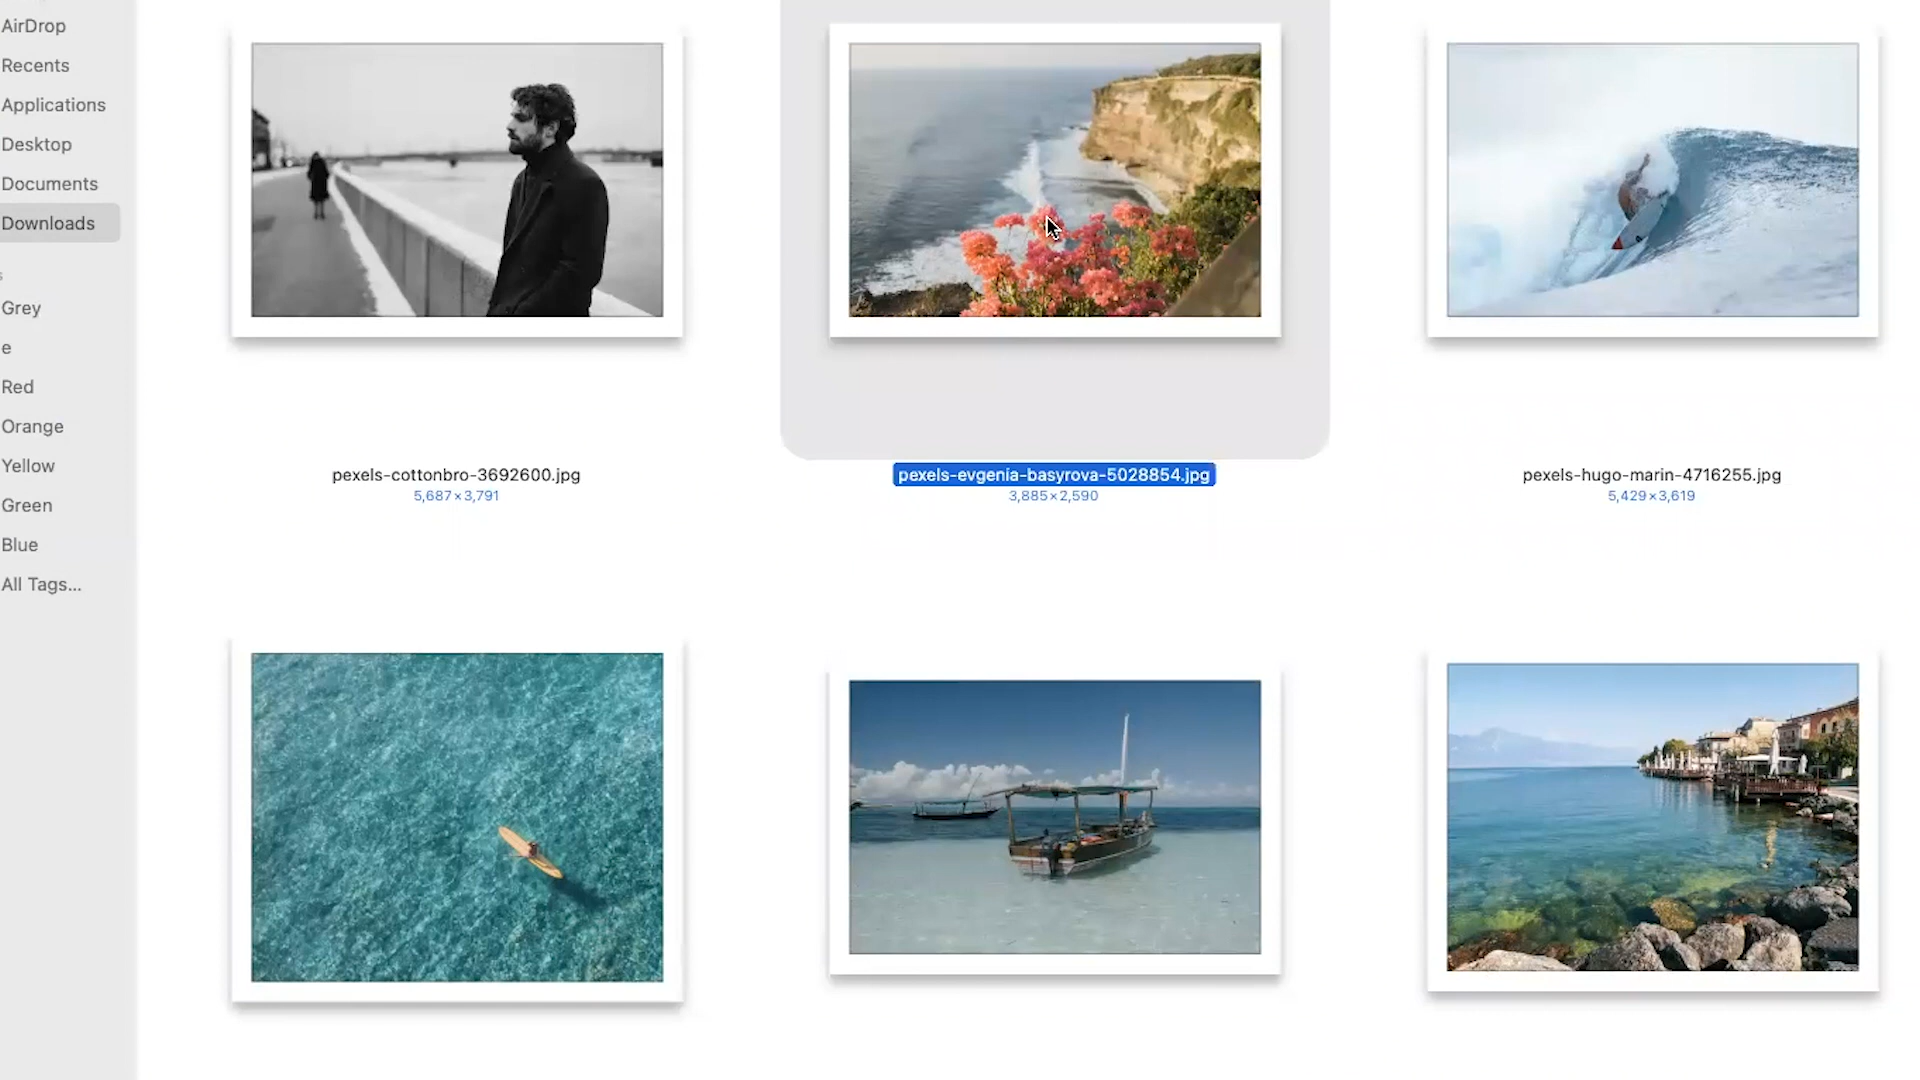 AirDrop
Recents
Applications
Desktop
Documents
Downloads
s
Grey
e
Red
Orange
Yellow
Green
Blue
All Tags...
pexels-cottonbro-3692600.jpg
5,687×3,791
pexels-evgenia-basyrova-5028854.jpg
3,885×2,590
pexels-hugo-marin-4716255.jpg
5,429×3,619